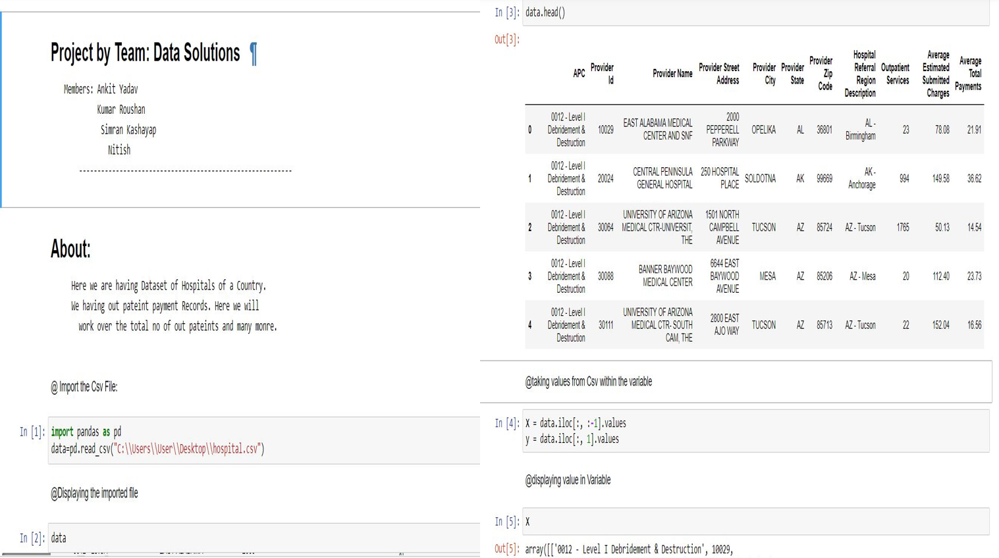 Project by Team: Data Solutions ¶
Members: Ankit Yadav
Kumar Roushan
Simran Kashayap
Nitish
-----------------------------------------------------------
About:
Here we are having Dataset of Hospitals of a Country.
We having out pateint payment Records. Here we will
work over the total no of out pateints and many monre.
@ Import the Csv File:
In [1]: import pandas as pd
data=pd.read_csv("C:\\Users\\User\\Desktop\\hospital.csv")
@Displaying the imported file
In [2]: data
In [3]: data.head()
Out[3]:
APC Provider Id Provider Name Provider Street Address Provider City Provider State Provider Zip Code Hospital Referral Region Description Outpatient Services Average Estimated Submitted Charges Average Total Payments
0 0012 - Level I Debridement & Destruction 10029 EAST ALABAMA MEDICAL CENTER AND SNF 2000 PEPPERELL PARKWAY OPELIKA AL 36801 AL - Birmingham 23 78.08 21.91
1 0012 - Level I Debridement & Destruction 20024 CENTRAL PENINSULA GENERAL HOSPITAL 250 HOSPITAL PLACE SOLDOTNA AK 99669 AK - Anchorage 994 149.58 36.62
2 0012 - Level I Debridement & Destruction 30064 UNIVERSITY OF ARIZONA MEDICAL CTR-UNIVERSIT, THE 1501 NORTH CAMPBELL AVENUE TUCSON AZ 85724 AZ - Tucson 1765 50.13 14.54
3 0012 - Level I Debridement & Destruction 30088 BANNER BAYWOOD MEDICAL CENTER 6644 EAST BAYWOOD AVENUE MESA AZ 85206 AZ - Mesa 20 112.40 23.73
4 0012 - Level I Debridement & Destruction 30111 UNIVERSITY OF ARIZONA MEDICAL CTR- SOUTH CAM, THE 2800 EAST AJO WAY TUCSON AZ 85713 AZ - Tucson 22 152.04 16.56
@taking values from Csv within the variable
In [4]: X = data.iloc[:, :-1].values
y = data.iloc[:, 1].values
@displaying value in Variable
In [5]: X
Out[5]: array([['0012 - Level I Debridement & Destruction', 10029,